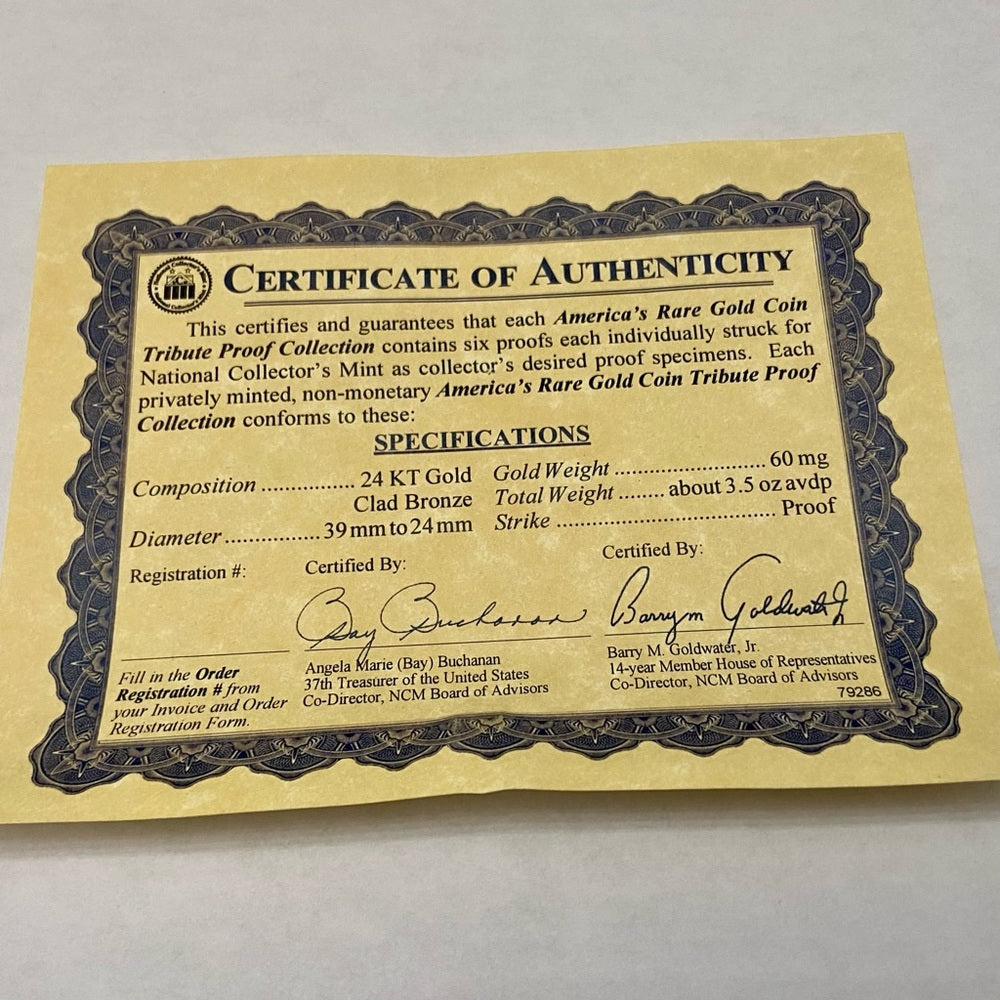 CERTIFICATE OF AUTHENTICITY
This certifies and guarantees that each America's Rare Gold Coin
Tribute Proof Collection contains six proofs each individually struck for
National Collector's Mint as collector's desired proof specimens. Each
privately minted, non-monetary America's Rare Gold Coin Tribute Proof
Collection conforms to these:
SPECIFICATIONS
Composition ................ 24 KT Gold
Clad Bronze
Diameter ................. 39 mm to 24 mm
Gold Weight .......................... 60 mg
Total Weight ........ about 3.5 oz avdp
Strike ...................................... Proof
Registration #:
Fill in the Order
Registration # from
your Invoice and Order
Registration Form.
Certified By:
Bay Buchanan
Angela Marie (Bay) Buchanan
37th Treasurer of the United States
Co-Director, NCM Board of Advisors
Certified By:
Barry M Goldwater Jr
Barry M. Goldwater, Jr.
14-year Member House of Representatives
Co-Director, NCM Board of Advisors
79286